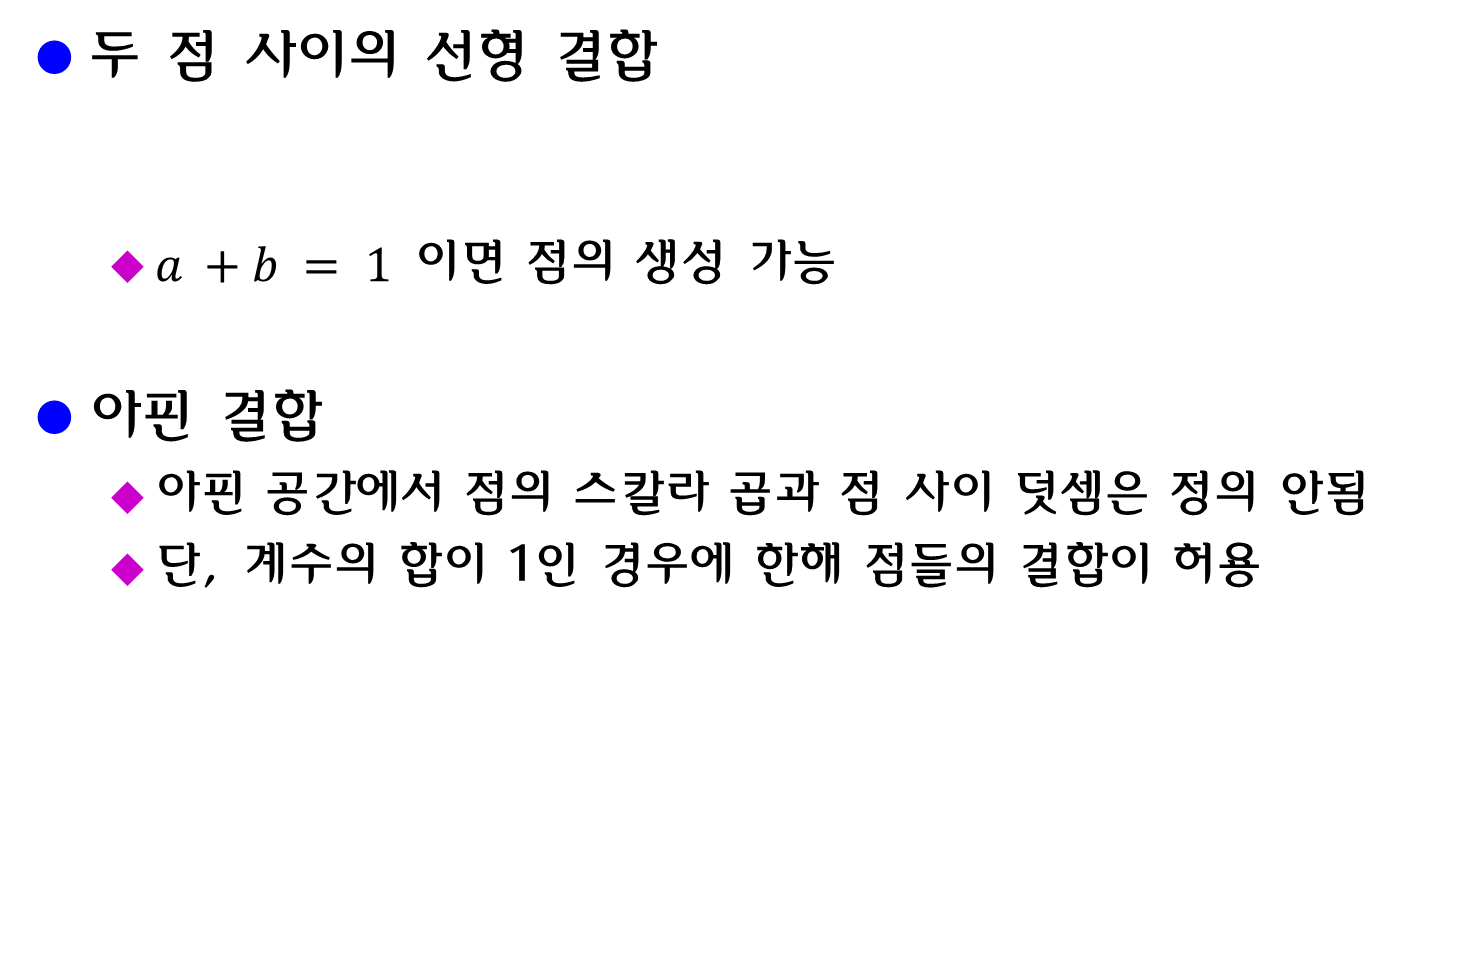 두 점 사이의 선형 결합
a + b = 1 이면 점의 생성 가능
아핀 결합
아핀 공간에서 점의 스칼라 곱과 점 사이 덧셈은 정의 안됨
단, 계수의 합이 1인 경우에 한해 점들의 결합이 허용